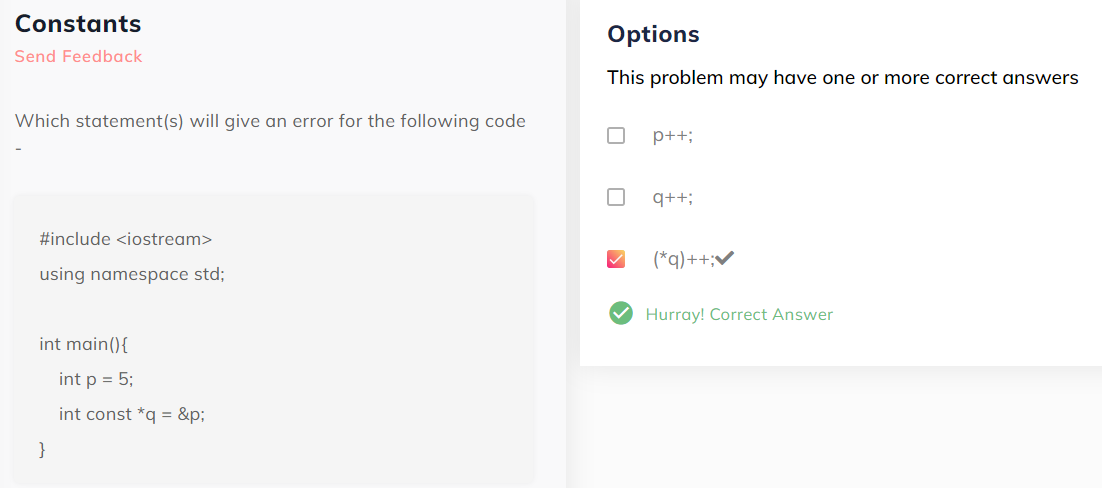 Constants
Send Feedback
Which statement(s) will give an error for the following code
-
#include <iostream>
using namespace std;
int main(){
int p = 5;
int const *q = &p;
}
Options
This problem may have one or more correct answers
p++;
q++;
(*q)++;
Hurray! Correct Answer